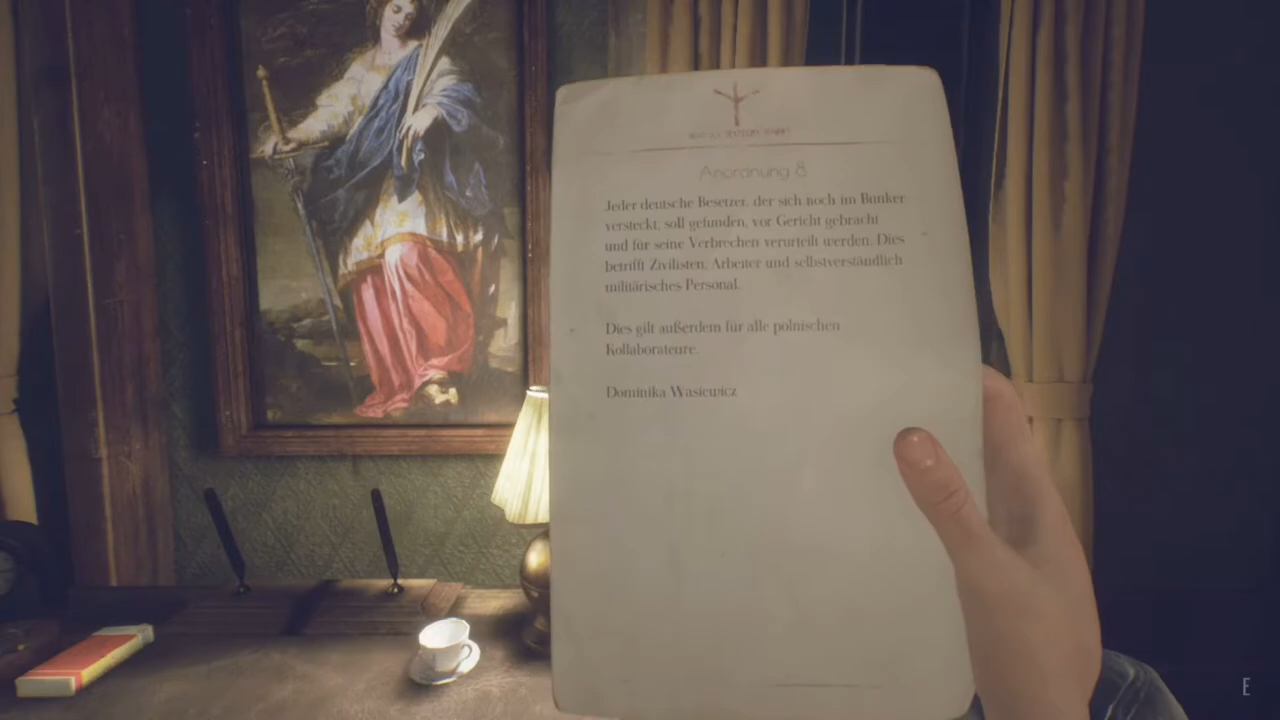 Anordnung 8
Jeder deutsche Besetzer, der sich noch im Bunker
versteckt, soll gefunden, vor Gericht gebracht
und für seine Verbrechen verurteilt werden. Dies
betrifft Zivilisten, Arbeiter und selbstverständlich
militärisches Personal.
Dies gilt außerdem für alle polnischen
Kollaborateure.
Dominika Wasiewicz
E